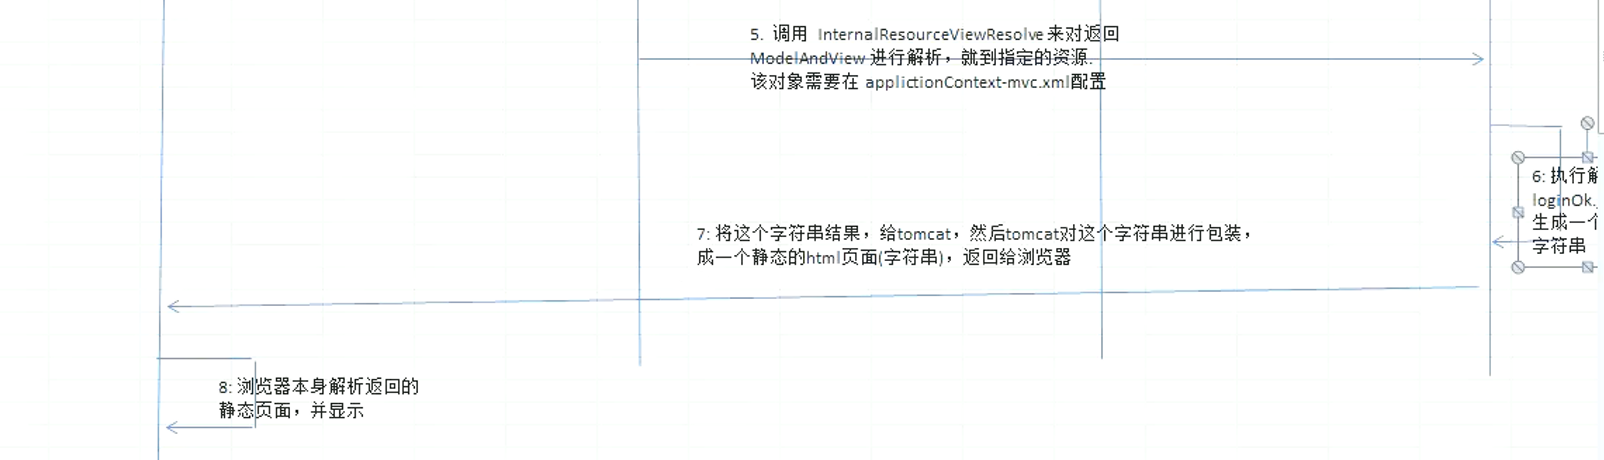 5. 调用 InternalResourceViewResolve 来对返回
ModelAndView 进行解析，就到指定的资源.
该对象需要在 applictionContext-mvc.xml配置
6: 执行解
loginOk.
生成一个
字符串
7: 将这个字符串结果，给tomcat，然后tomcat对这个字符串进行包装，
成一个静态的html页面(字符串)，返回给浏览器
8: 浏览器本身解析返回的
静态页面，并显示